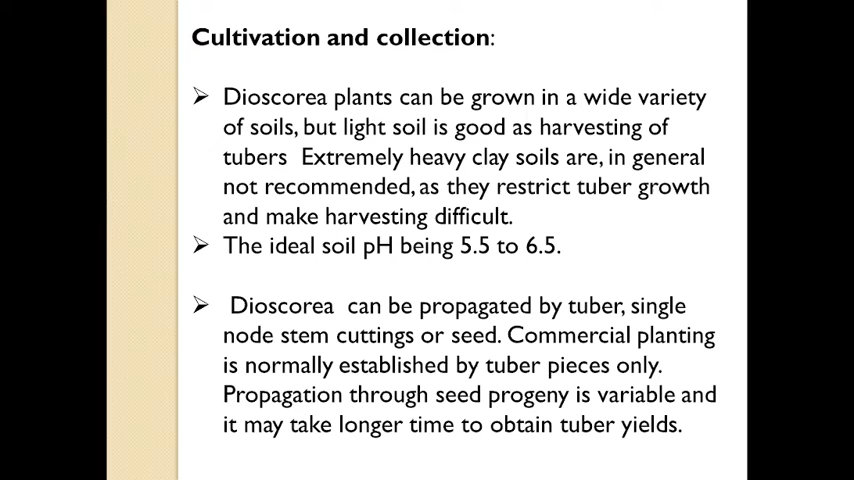 Cultivation and collection:
➢ Dioscorea plants can be grown in a wide variety
of soils, but light soil is good as harvesting of
tubers Extremely heavy clay soils are, in general
not recommended, as they restrict tuber growth
and make harvesting difficult.
➢ The ideal soil pH being 5.5 to 6.5.
➢ Dioscorea can be propagated by tuber, single
node stem cuttings or seed. Commercial planting
is normally established by tuber pieces only.
Propagation through seed progeny is variable and
it may take longer time to obtain tuber yields.